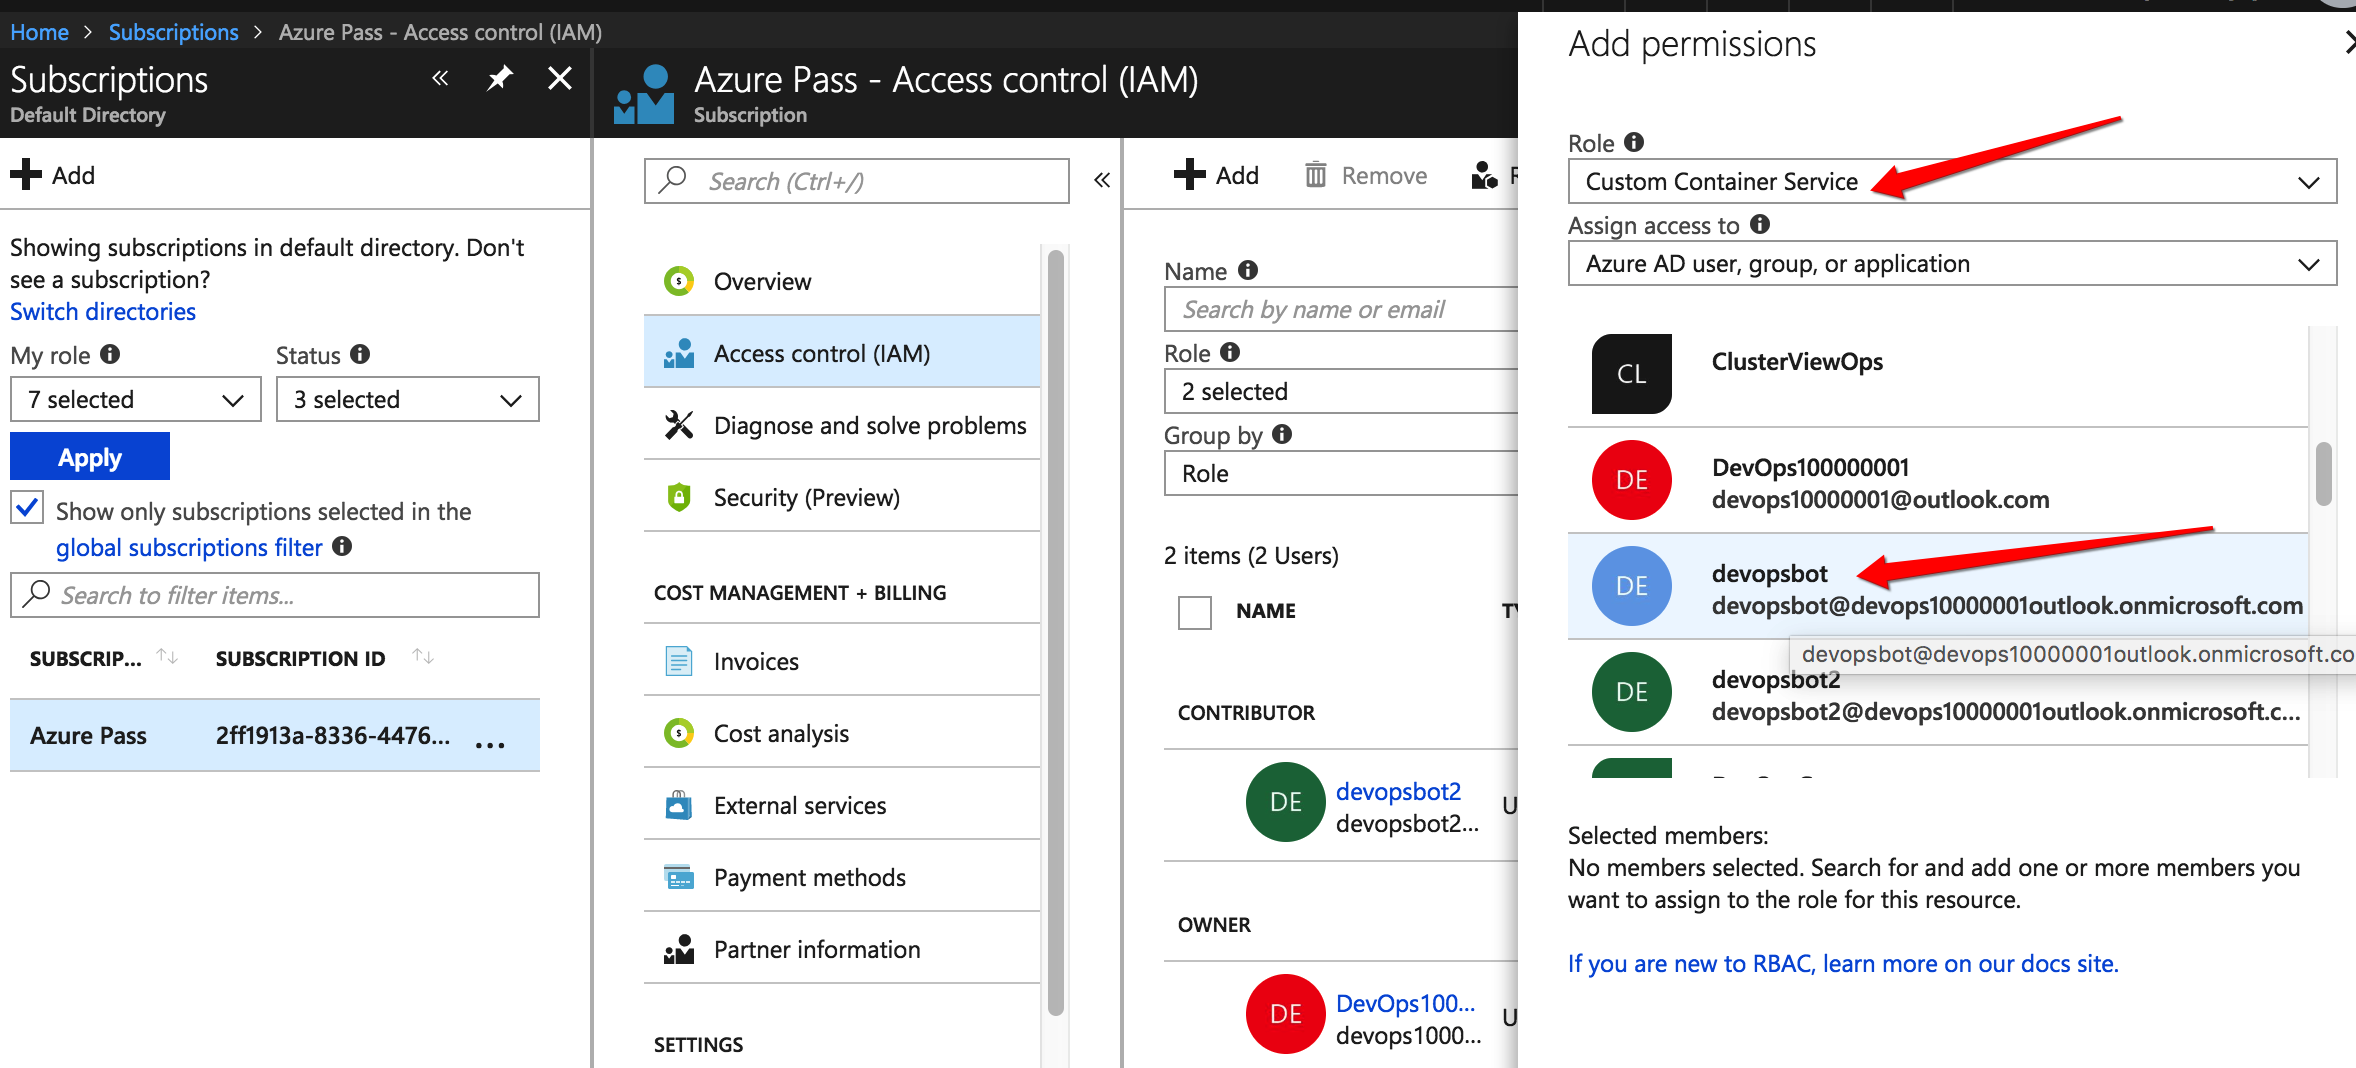 Home > Subscriptions > Azure Pass - Access control (IAM)
Subscriptions
Default Directory
Add
Showing subscriptions in default directory. Don't
see a subscription?
Switch directories
My role
Status
7 selected
3 selected
Apply
Show only subscriptions selected in the
global subscriptions filter
Search to filter items...
SUBSCRIP...
SUBSCRIPTION ID
Azure Pass
2ff1913a-8336-4476...
...
Azure Pass - Access control (IAM)
Subscription
Search (Ctrl+/)
Overview
Access control (IAM)
Diagnose and solve problems
Security (Preview)
COST MANAGEMENT + BILLING
Invoices
Cost analysis
External services
Payment methods
Partner information
SETTINGS
Add
Remove
Name
Search by name or email
Role
2 selected
Group by
Role
2 items (2 Users)
NAME
CONTRIBUTOR
DE
devopsbot2
devopsbot2...
U
OWNER
DE
DevOps100...
devops1000...
U
Add permissions
Role
Custom Container Service
Assign access to
Azure AD user, group, or application
CL
ClusterViewOps
DE
DevOps100000001
devops10000001@outlook.com
DE
devopsbot
devopsbot@devops10000001outlook.onmicrosoft.com
devopsbot@devops10000001outlook.onmicrosoft.co
DE
devopsbot2
devopsbot2@devops10000001outlook.onmicrosoft.c...
Selected members:
No members selected. Search for and add one or more members you
want to assign to the role for this resource.
If you are new to RBAC, learn more on our docs site.